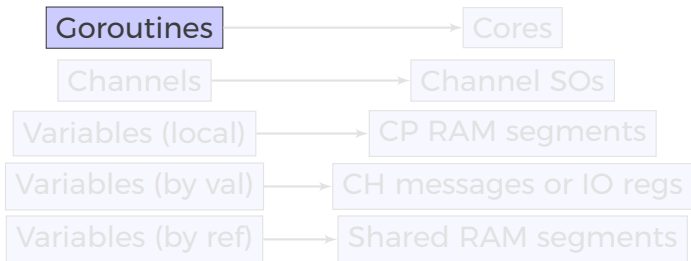 Goroutines Cores
Channels Channel SOs
Variables (local) CP RAM segments
Variables (by val) CH messages or IO regs
Variables (by ref) Shared RAM segments